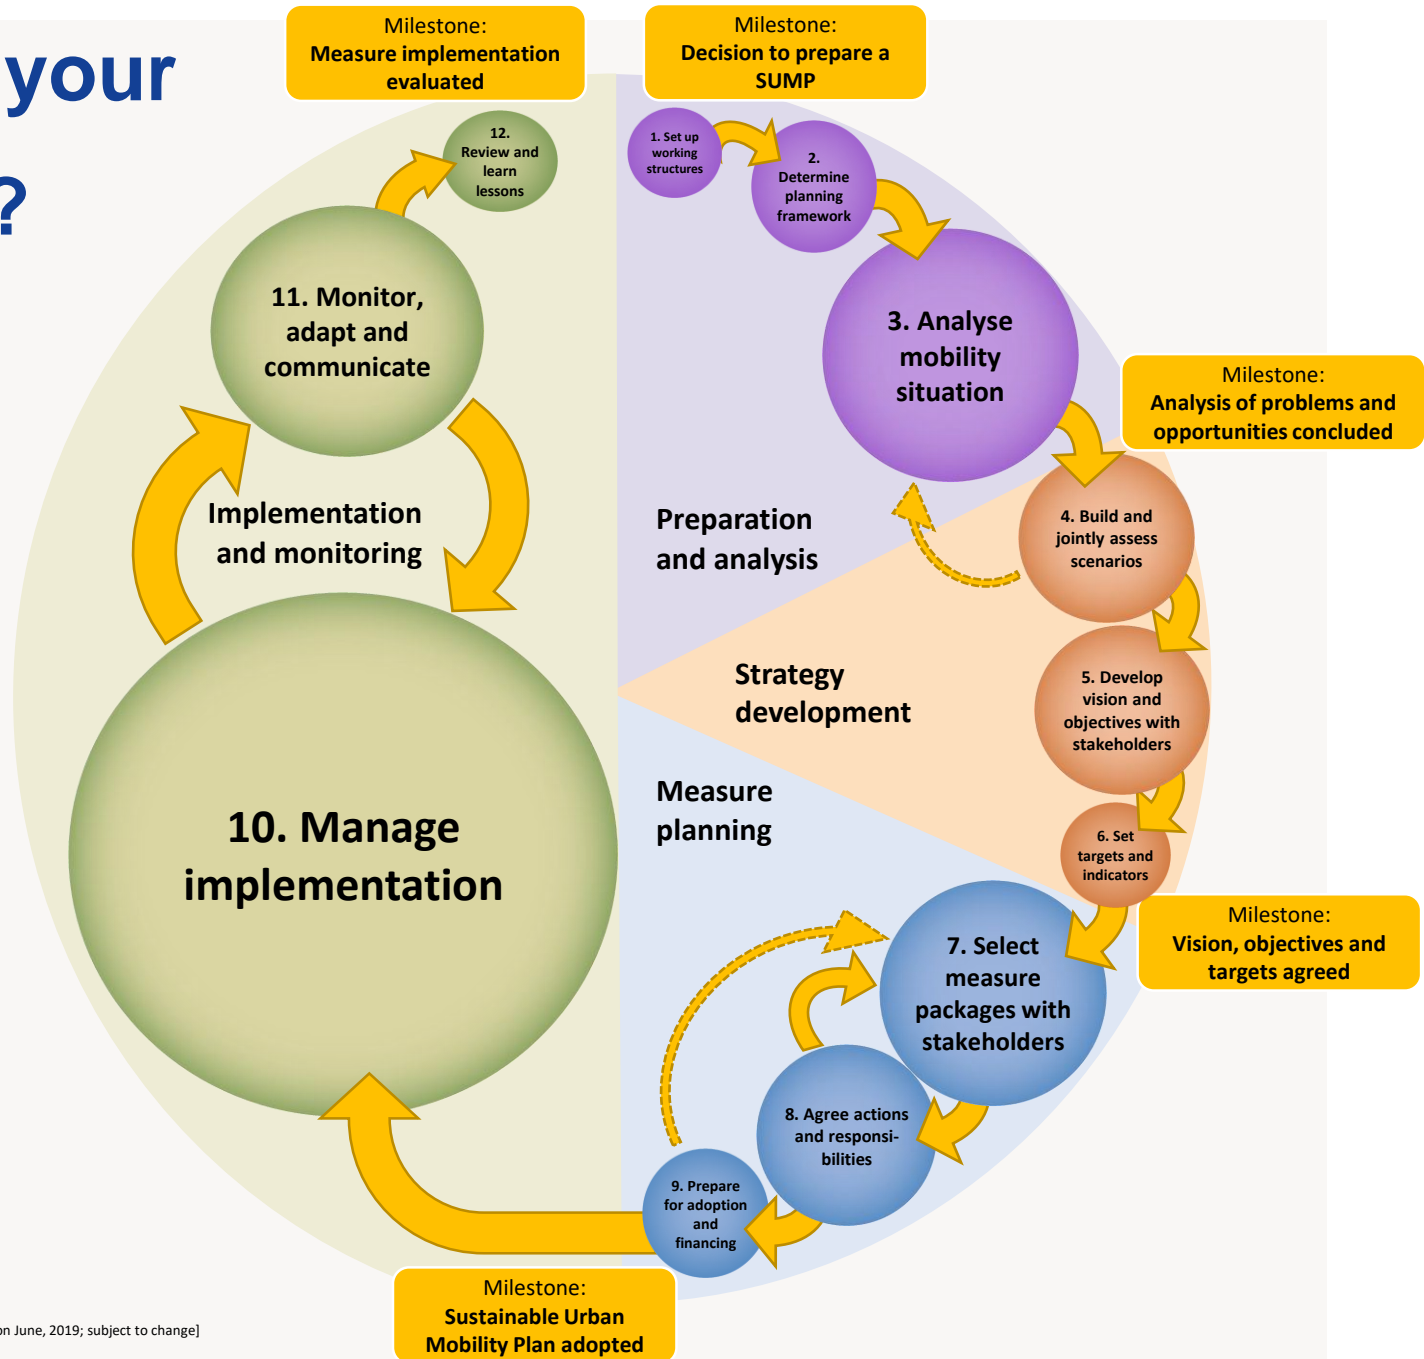 your
?
Milestone:
Measure implementation
evaluated
Milestone:
Decision to prepare a
SUMP
1. Set up
working
structures
2.
Determine
planning
framework
3. Analyse
mobility
situation
Milestone:
Analysis of problems and
opportunities concluded
Preparation
and analysis
4. Build and
jointly assess
scenarios
Strategy
development
5. Develop
vision and
objectives with
stakeholders
6. Set
targets and
indicators
Milestone:
Vision, objectives and
targets agreed
Measure
planning
7. Select
measure
packages with
stakeholders
8. Agree actions
and responsi-
bilities
9. Prepare
for adoption
and
financing
Milestone:
Sustainable Urban
Mobility Plan adopted
10. Manage
implementation
Implementation
and monitoring
11. Monitor,
adapt and
communicate
12.
Review and
learn
lessons
on June, 2019; subject to change]